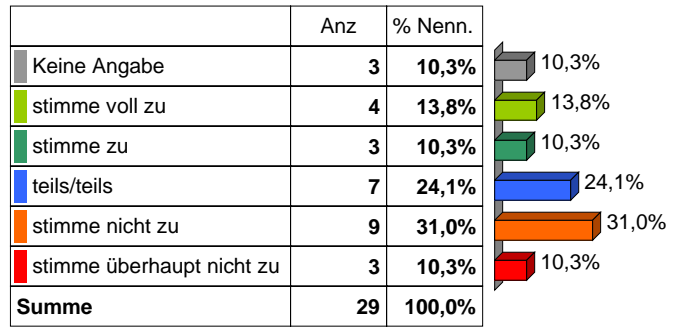 Anz % Nenn.
Keine Angabe 3 10,3% 10,3%
stimme voll zu 4 13,8% 13,8%
stimme zu 3 10,3% 10,3%
teils/teils 7 24,1% 24,1%
stimme nicht zu 9 31,0% 31,0%
stimme überhaupt nicht zu 3 10,3% 10,3%
Summe 29 100,0%